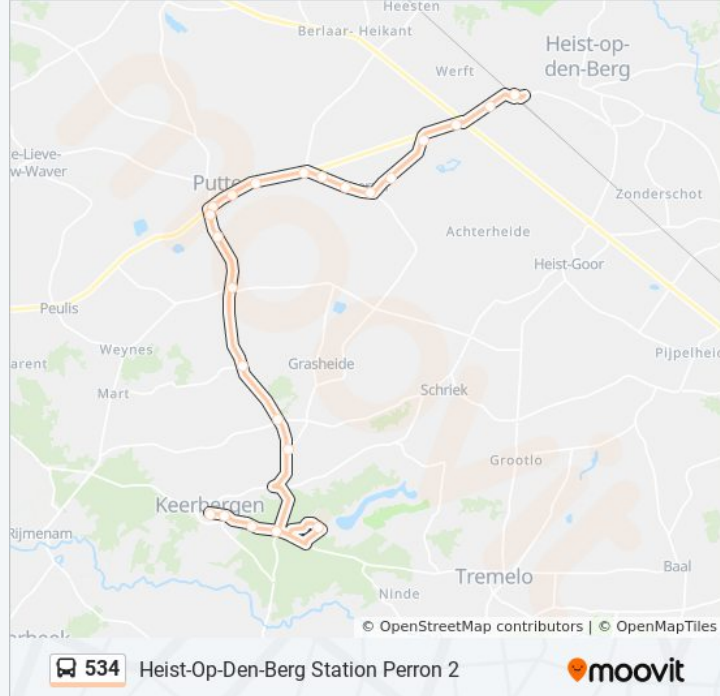 Heesten
Berlaar- Heikant
Heist-op-
den-Berg
Werft
e-Lieve-
w-Waver
Putte
Zonderschot
Achterheide
Heist-Goor
Peulis
Weynes
Pijpelheid
arent
Grasheide
Mart
Schriek
Grootlo
Keerbergen
Rijmenam
Baal
Tremelo
Ninde
© OpenStreetMap contributors | © OpenMapTiles
534 Heist-Op-Den-Berg Station Perron 2
moovit